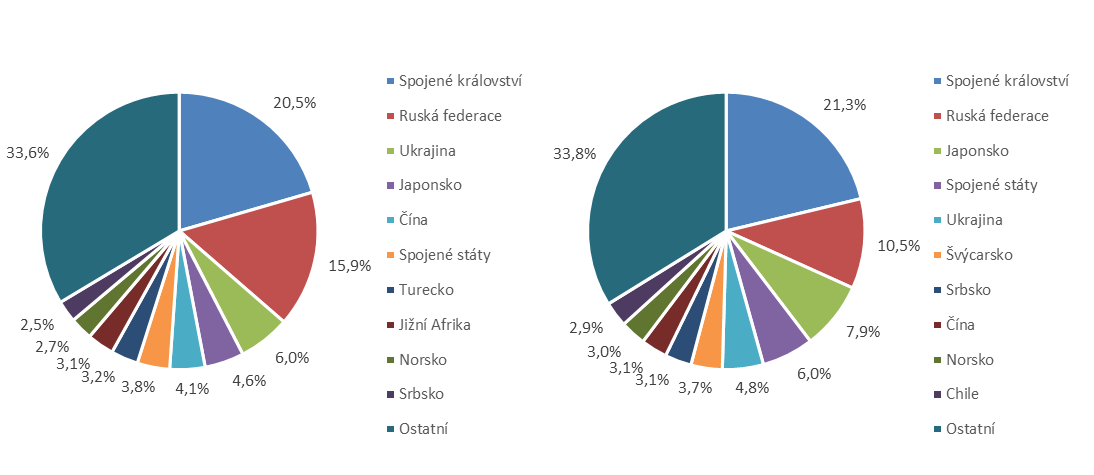 20,5%
15,9%
6,0%
4,6%
4,1%
3,8%
3,2%
3,1%
2,7%
2,5%
33,6%
Spojené království
Ruská federace
Ukrajina
Japonsko
Čína
Spojené státy
Turecko
Jižní Afrika
Norsko
Srbsko
Ostatní
21,3%
10,5%
7,9%
6,0%
4,8%
3,7%
3,1%
3,1%
3,0%
2,9%
33,8%
Spojené království
Ruská federace
Japonsko
Spojené státy
Ukrajina
Švýcarsko
Srbsko
Čína
Norsko
Chile
Ostatní